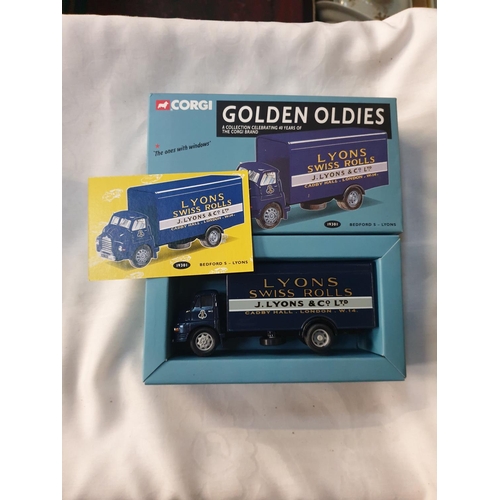 CORGI
GOLDEN OLDIES
A COLLECTION CELEBRATING 40 YEARS OF
THE CORGI BRAND
'The ones with windows'
LYONS
SWISS ROLLS
J. LYONS & Co LTD
CADBY HALL - LONDON - W.14.
19201
BEDFORD S - LYONS
LYONS
SWISS ROLLS
J. LYONS & Co LTD
CADBY HALL - LONDON - W.14.
19201
BEDFORD S - LYONS
LYONS
SWISS ROLLS
J. LYONS & Co LTD
CADBY HALL - LONDON - W.14.